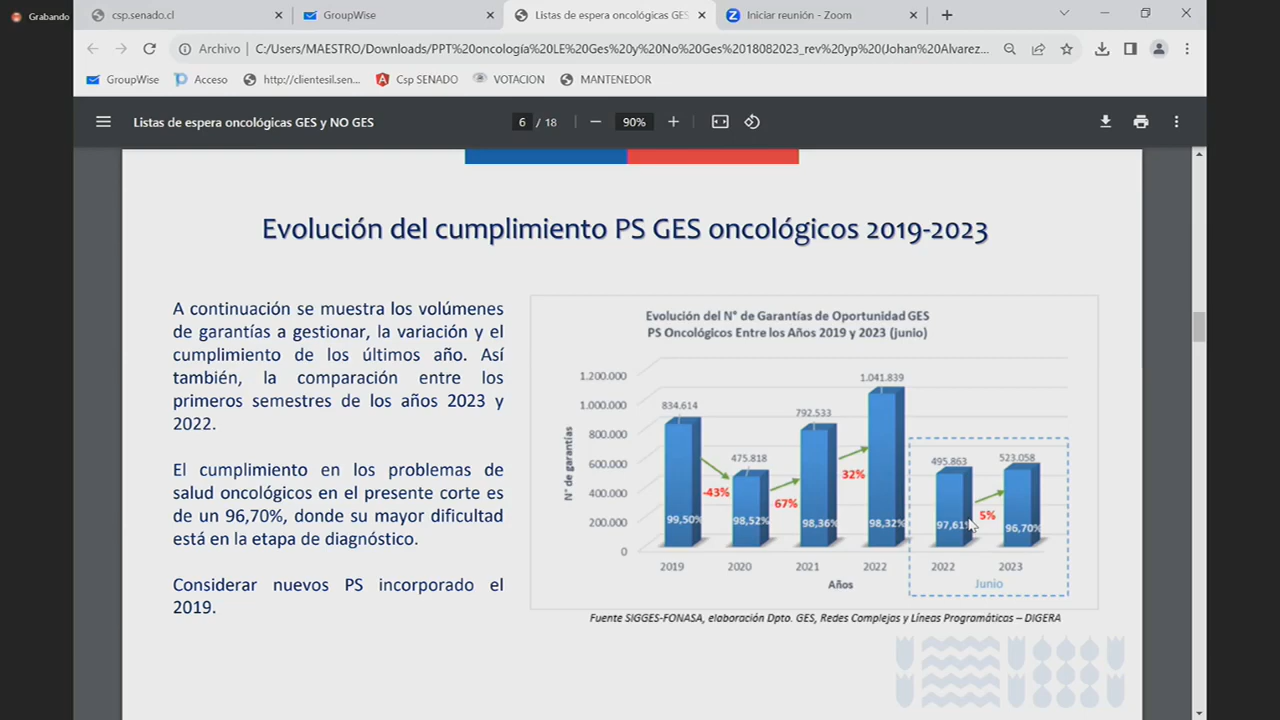 Grabando
csp.senado.cl
GroupWise
Listas de espera oncológicas GES
Iniciar reunión - Zoom
Archivo
C:/Users/MAESTRO/Downloads/PPT%20oncología%20LE%20Ges%20y%20No%20Ges%2018082023_rev%20yp%20(Johan%20Alvarez...
GroupWise
Acceso
http://clientesil.sen...
Csp SENADO
VOTACION
MANTENEDOR
Listas de espera oncológicas GES y NO GES
6 / 18
90%
Evolución del cumplimiento PS GES oncológicos 2019-2023
A continuación se muestra los volúmenes
de garantías a gestionar, la variación y el
cumplimiento de los últimos año. Así
también, la comparación entre los
primeros semestres de los años 2023 y
2022.
El cumplimiento en los problemas de
salud oncológicos en el presente corte es
de un 96,70%, donde su mayor dificultad
está en la etapa de diagnóstico.
Considerar nuevos PS incorporado el
2019.
Evolución del N° de Garantías de Oportunidad GES
PS Oncológicos Entre los Años 2019 y 2023 (junio)
N° de garantías
1.200.000
1.000.000
800.000
600.000
400.000
200.000
0
834.614
475.818
792.533
1.041.839
495.863
523.058
-43%
67%
32%
5%
99,50%
98,52%
98,36%
98,32%
97,61%
96,70%
2019
2020
2021
2022
2022
2023
Años
Junio
Fuente SIGGES-FONASA, elaboración Dpto. GES, Redes Complejas y Líneas Programáticas – DIGERA